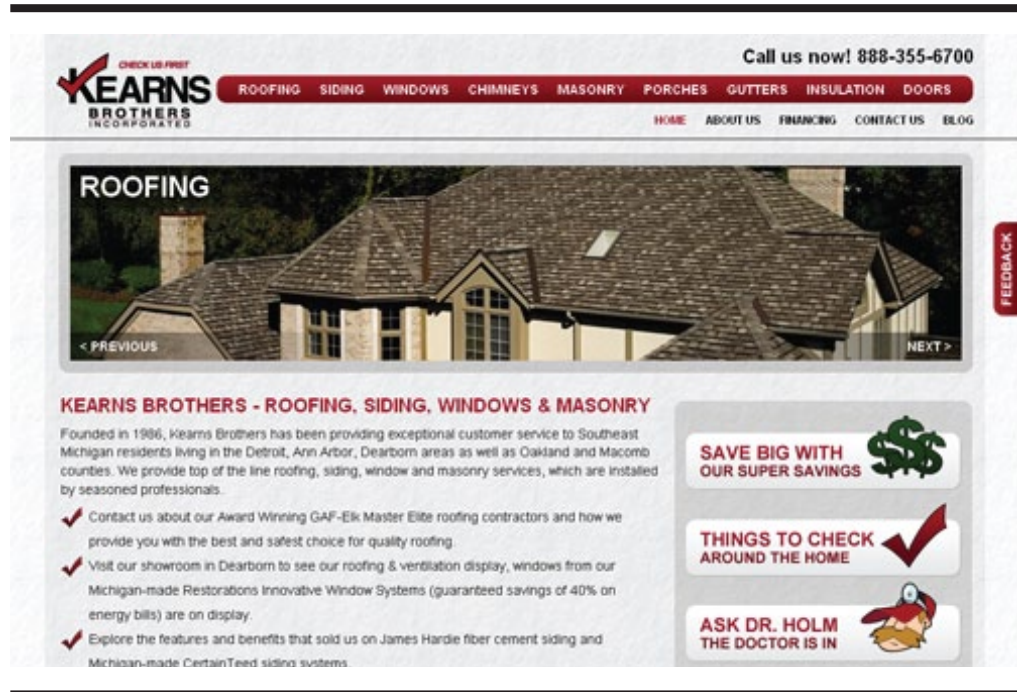 CHECK US FIRST
KEARNS
BROTHERS
INCORPORATED
Call us now! 888-355-6700
ROOFING SIDING WINDOWS CHIMNEYS MASONRY PORCHES GUTTERS INSULATION DOORS
HOME ABOUT US FINANCING CONTACT US BLOG
ROOFING
< PREVIOUS
NEXT >
FEEDBACK
KEARNS BROTHERS - ROOFING, SIDING, WINDOWS & MASONRY
Founded in 1986, Kearns Brothers has been providing exceptional customer service to Southeast
Michigan residents living in the Detroit, Ann Arbor, Dearborn areas as well as Oakland and Macomb
counties. We provide top of the line roofing, siding, window and masonry services, which are installed
by seasoned professionals.
Contact us about our Award Winning GAF-Elk Master Elite roofing contractors and how we
provide you with the best and safest choice for quality roofing.
Visit our showroom in Dearborn to see our roofing & ventilation display, windows from our
Michigan-made Restorations Innovative Window Systems (guaranteed savings of 40% on
energy bills) are on display.
Explore the features and benefits that sold us on James Hardie fiber cement siding and
Michigan-made CertainTeed siding systems.
SAVE BIG WITH
OUR SUPER SAVINGS
THINGS TO CHECK
AROUND THE HOME
ASK DR. HOLM
THE DOCTOR IS IN